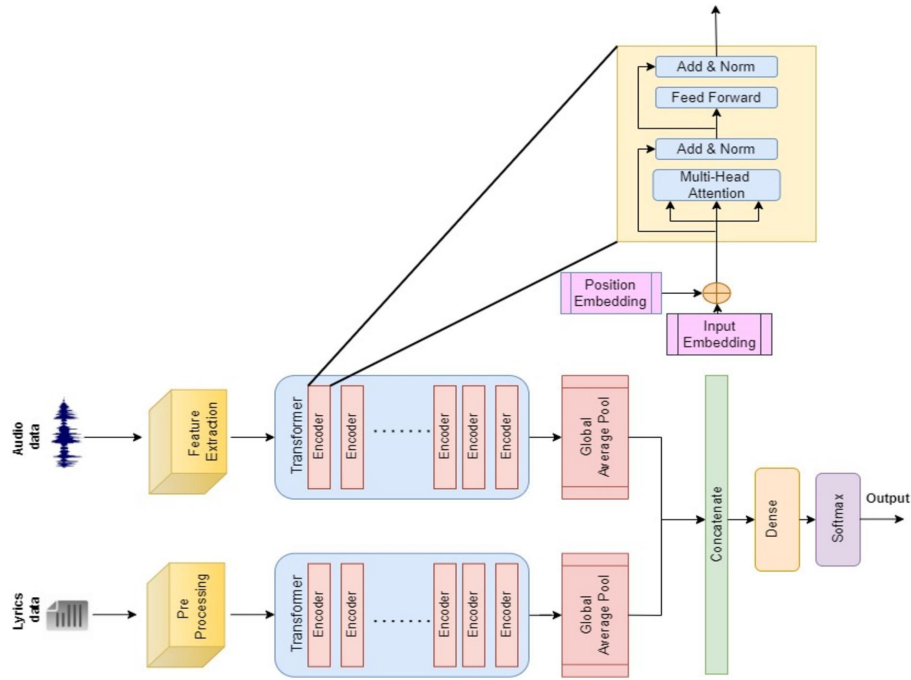 Add & Norm
Feed Forward
Add & Norm
Multi-Head
Attention
Position
Embedding
Input
Embedding
Audio
data
Feature
Extraction
Transformer
Encoder
Encoder
.......
Encoder
Encoder
Encoder
Global
Average Pool
Lyrics
data
Pre
Processing
Transformer
Encoder
Encoder
.......
Encoder
Encoder
Encoder
Global
Average Pool
Concatenate
Dense
Softmax
Output